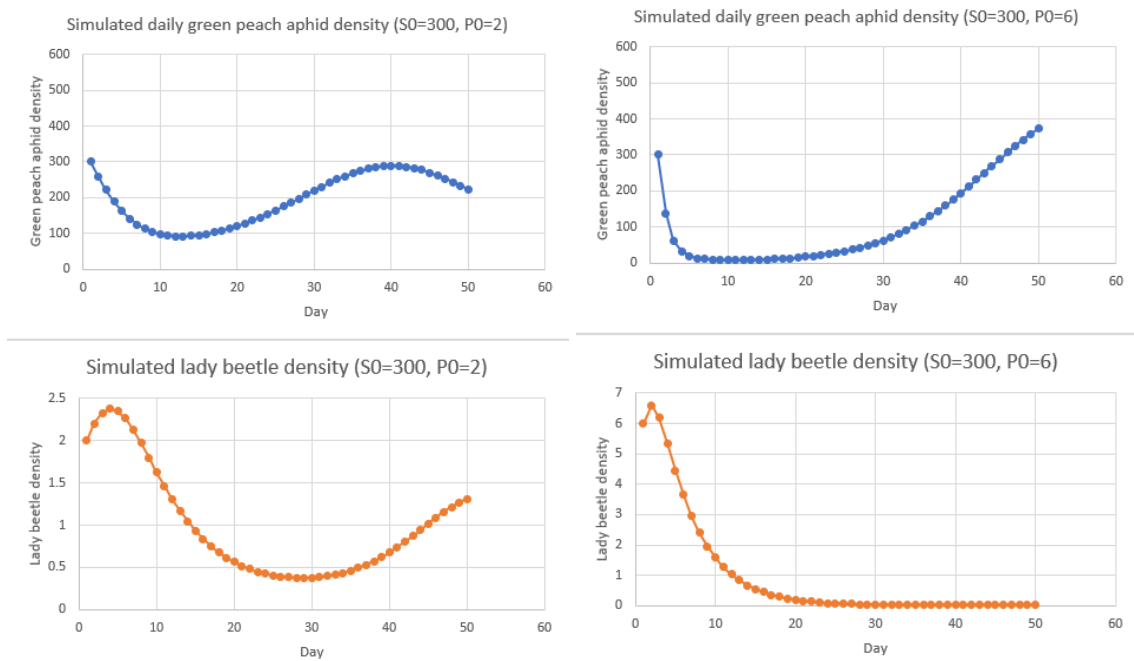 Simulated daily green peach aphid density (S0=300, P0=2)
Green peach aphid density
600
500
400
300
200
100
0
0 10 20 30 40 50 60
Day
Simulated daily green peach aphid density (S0=300, P0=6)
Green peach aphid density
600
500
400
300
200
100
0
0 10 20 30 40 50 60
Day
Simulated lady beetle density (S0=300, P0=2)
Lady beetle density
2.5
2
1.5
1
0.5
0
0 10 20 30 40 50 60
Day
Simulated lady beetle density (S0=300, P0=6)
Lady beetle density
7
6
5
4
3
2
1
0
0 10 20 30 40 50 60
Day